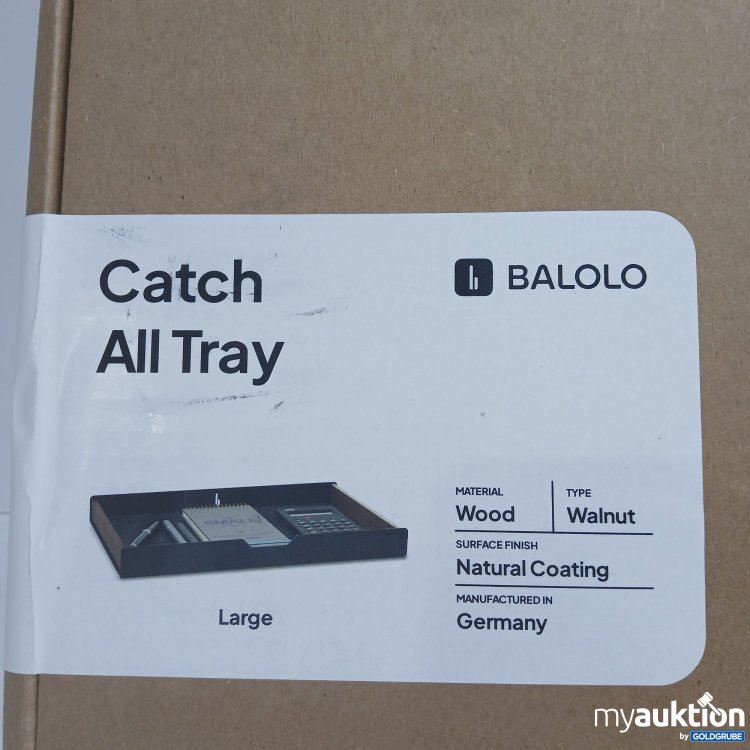 Catch
All Tray
BALOLO
Large
MATERIAL
Wood
TYPE
Walnut
SURFACE FINISH
Natural Coating
MANUFACTURED IN
Germany
myauktion
by GOLDGRUBE